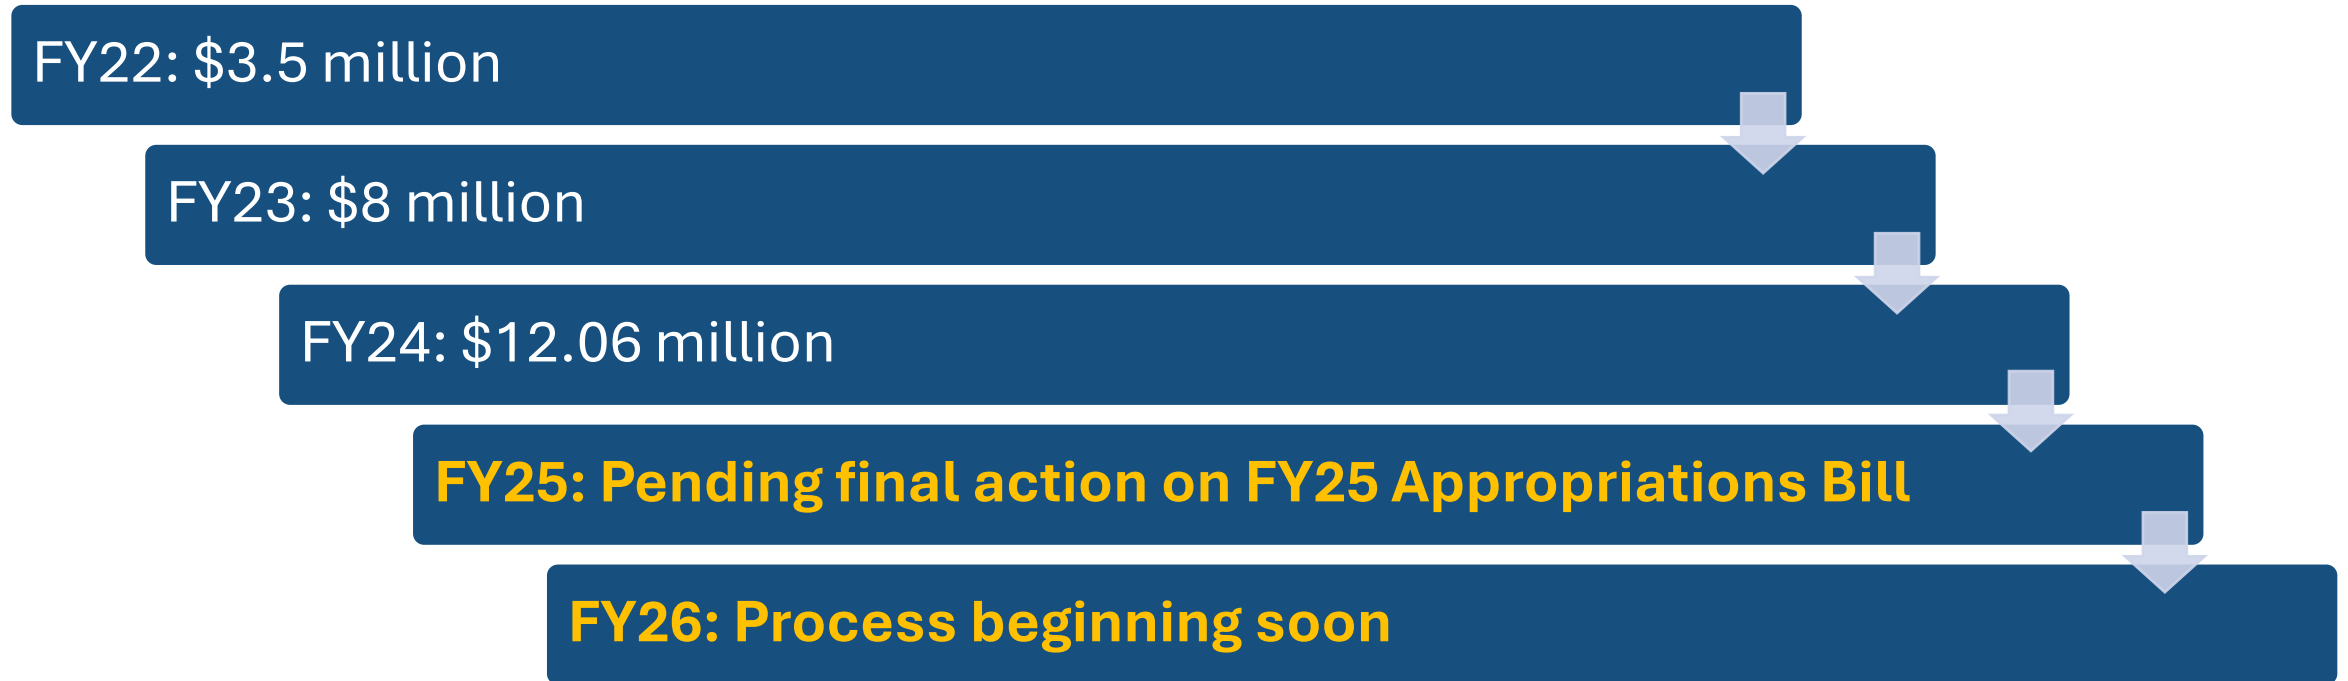 FY22: $3.5 million
FY23: $8 million
FY24: $12.06 million
FY25: Pending final action on FY25 Appropriations Bill
FY26: Process beginning soon